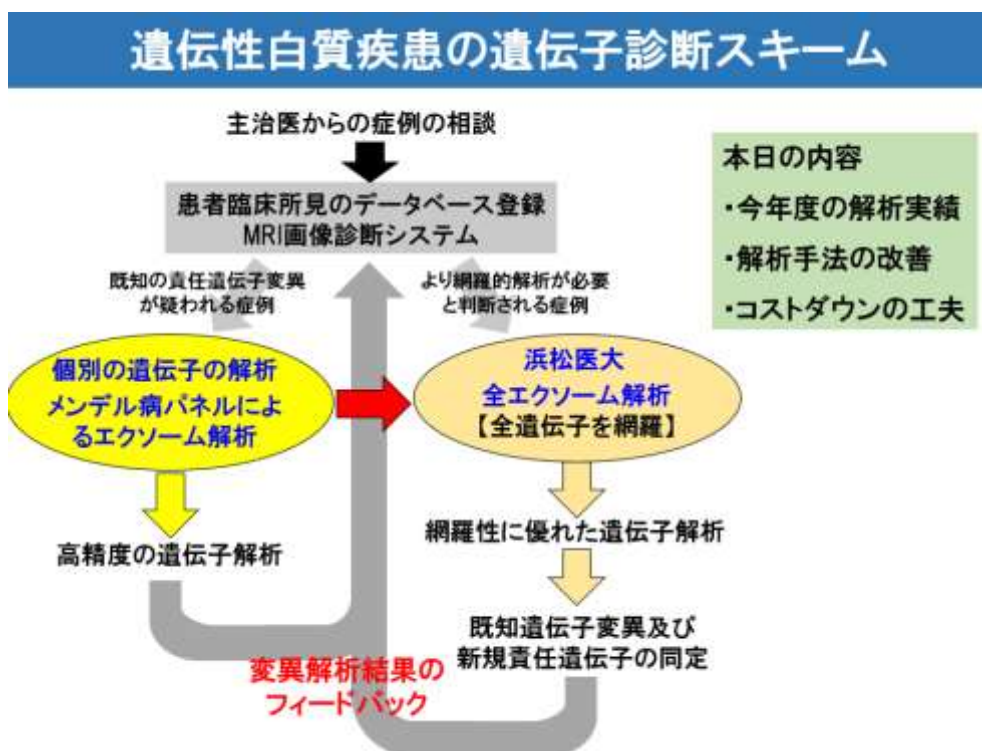 遺伝性白質疾患の遺伝子診断スキーム
主治医からの症例の相談
患者臨床所見のデータベース登録
MRI画像診断システム
本日の内容
・今年度の解析実績
・解析手法の改善
・コストダウンの工夫
既知の責任遺伝子変異
が疑われる症例
より網羅的解析が必要
と判断される症例
個別の遺伝子の解析
メンデル病パネルによ
るエクソーム解析
浜松医大
全エクソーム解析
【全遺伝子を網羅】
高精度の遺伝子解析
網羅性に優れた遺伝子解析
既知遺伝子変異及び
新規責任遺伝子の同定
変異解析結果の
フィードバック